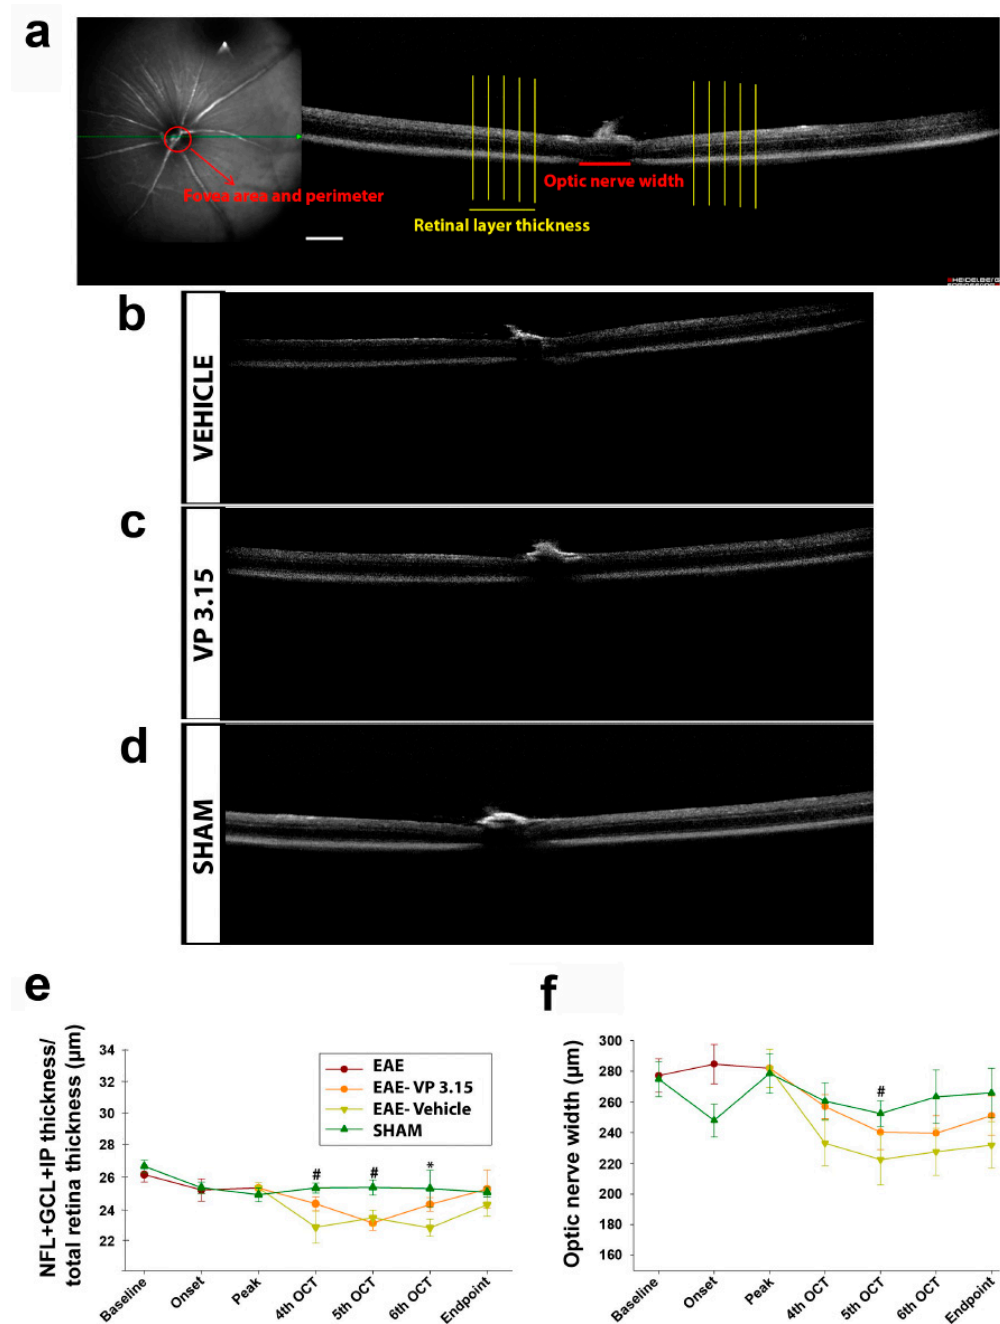 a
Fovea area and perimeter
Optic nerve width
Retinal layer thickness
HEIDELBERG
ENGINEERING
b
VEHICLE
c
VP 3.15
d
SHAM
e
f
NFL+GCL+IP thickness/
total retina thickness (µm)
34
32
30
28
26
24
22
EAE
EAE- VP 3.15
EAE- Vehicle
SHAM
#
#
*
Baseline
Onset
Peak
4th OCT
5th OCT
6th OCT
Endpoint
Optic nerve width (µm)
300
280
260
240
220
200
180
160
#
Baseline
Onset
Peak
4th OCT
5th OCT
6th OCT
Endpoint